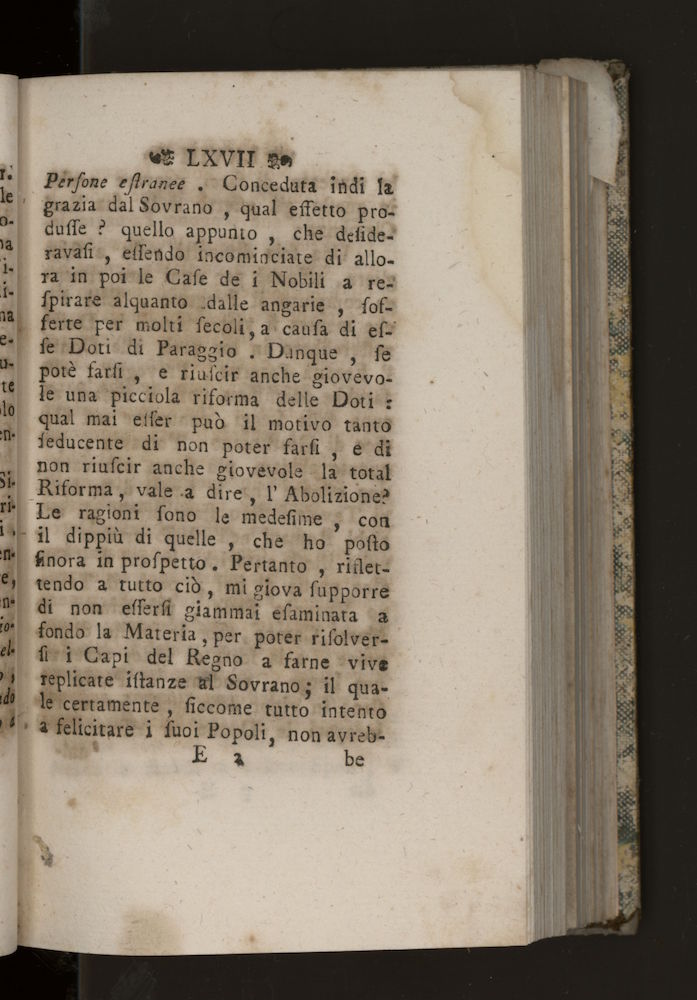 LXVII
Perſone eſtranee . Conceduta indi la
grazia dal Sovrano , qual effetto pro-
duſſe ? quello appunto , che deſide-
ravaſi , eſſendo incominciate di allo-
ra in poi le Caſe de i Nobili a re-
ſpirare alquanto dalle angarie , ſof-
ferte per molti ſecoli, a cauſa di eſ-
ſe Doti di Paraggio . Dunque , ſe
potè farſi , e riuſcir anche giovevo-
le una picciola riforma delle Doti :
qual mai eſſer può il motivo tanto
ſeducente di non poter farſi , e di
non riuſcir anche giovevole la total
Riforma , vale a dire , l' Abolizione?
Le ragioni ſono le medeſime , con
il dippiù di quelle , che ho poſto
finora in proſpetto . Pertanto , riflet-
tendo a tutto ciò , mi giova ſupporre
di non eſſerſi giammai eſaminata a
fondo la Materia , per poter riſolver-
ſi i Capi del Regno a farne vive
replicate iſtanze al Sovrano ; il qua-
le certamente , ſiccome tutto intento
a felicitare i ſuoi Popoli, non avreb-
E 2 be